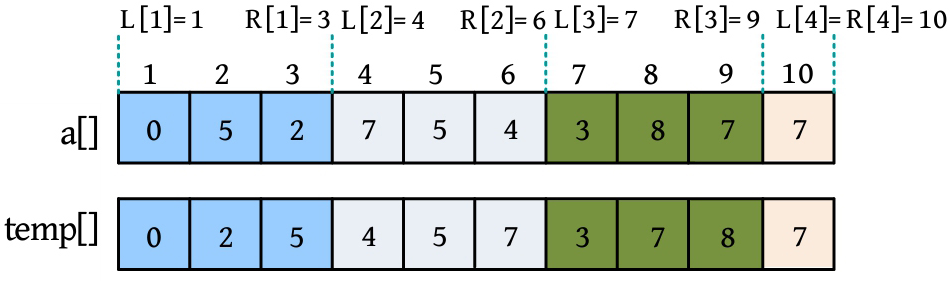 L[1]=1 R[1]=3 L[2]=4 R[2]=6 L[3]=7 R[3]=9 L[4]=R[4]=10
1 2 3 4 5 6 7 8 9 10
a[] 0 5 2 7 5 4 3 8 7 7
temp[] 0 2 5 4 5 7 3 7 8 7